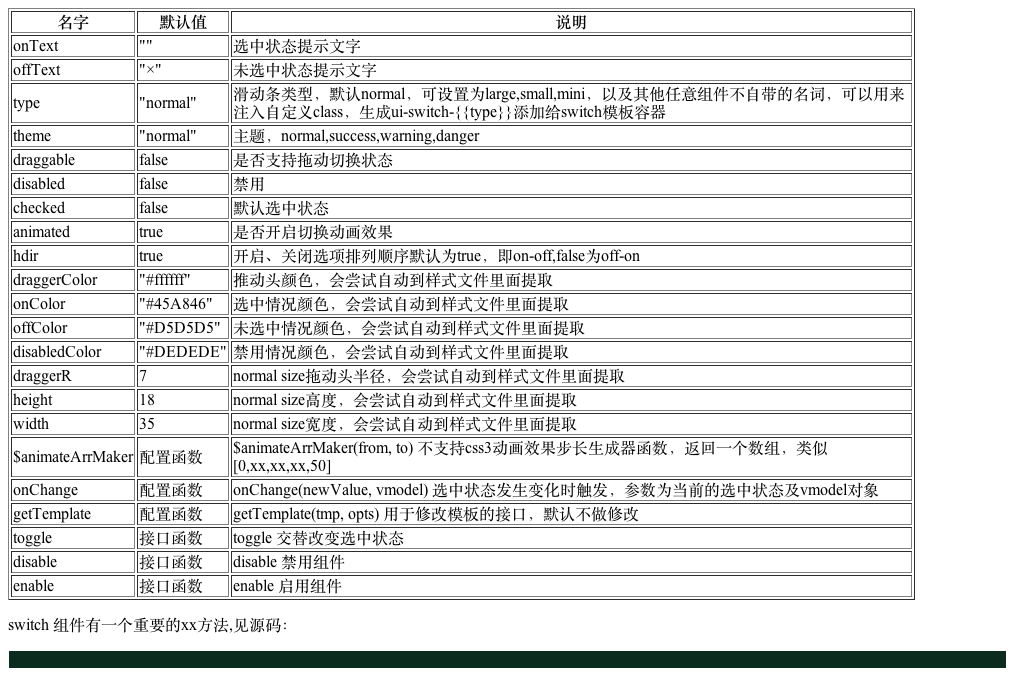 名字 默认值 说明
onText "" 选中状态提示文字
offText "×" 未选中状态提示文字
type "normal" 滑动条类型，默认normal，可设置为large,small,mini，以及其他任意组件不自带的名词，可以用来
注入自定义class，生成ui-switch-{{type}}添加给switch模板容器
theme "normal" 主题，normal,success,warning,danger
draggable false 是否支持拖动切换状态
disabled false 禁用
checked false 默认选中状态
animated true 是否开启切换动画效果
hdir true 开启、关闭选项排列顺序默认为true，即on-off,false为off-on
draggerColor "#ffffff" 推动头颜色，会尝试自动到样式文件里面提取
onColor "#45A846" 选中情况颜色，会尝试自动到样式文件里面提取
offColor "#D5D5D5" 未选中情况颜色，会尝试自动到样式文件里面提取
disabledColor "#DEDEDE" 禁用情况颜色，会尝试自动到样式文件里面提取
draggerR 7 normal size拖动头半径，会尝试自动到样式文件里面提取
height 18 normal size高度，会尝试自动到样式文件里面提取
width 35 normal size宽度，会尝试自动到样式文件里面提取
$animateArrMaker 配置函数 $animateArrMaker(from, to) 不支持css3动画效果步长生成器函数，返回一个数组，类似
[0,xx,xx,xx,50]
onChange 配置函数 onChange(newValue, vmodel) 选中状态发生变化时触发，参数为当前的选中状态及vmodel对象
getTemplate 配置函数 getTemplate(tmp, opts) 用于修改模板的接口，默认不做修改
toggle 接口函数 toggle 交替改变选中状态
disable 接口函数 disable 禁用组件
enable 接口函数 enable 启用组件
switch 组件有一个重要的xx方法,见源码：